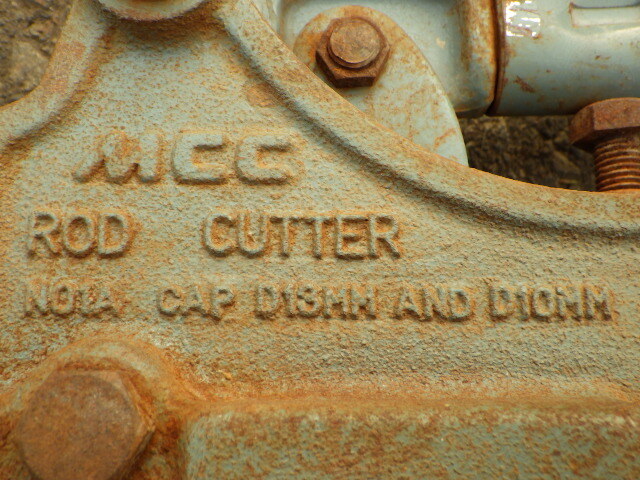 MCC
ROD CUTTER
NO1A CAP D13MM AND D10MM